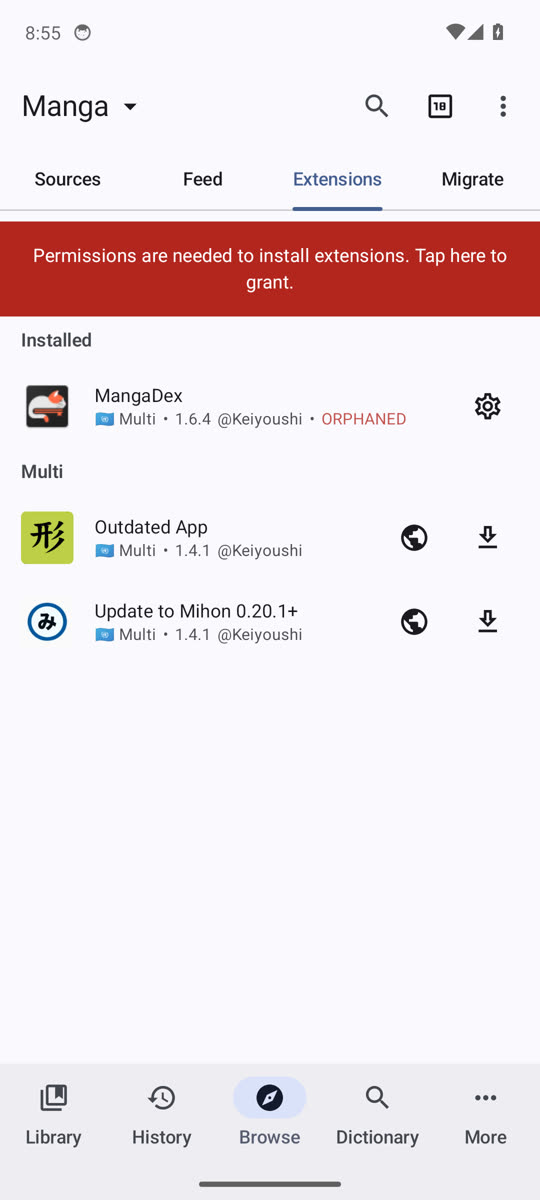 8:55
Manga
18
Sources
Feed
Extensions
Migrate
Permissions are needed to install extensions. Tap here to
grant.
Installed
MangaDex
Multi • 1.6.4 @Keiyoushi • ORPHANED
Multi
形
Outdated App
Multi • 1.4.1 @Keiyoushi
み
Update to Mihon 0.20.1+
Multi • 1.4.1 @Keiyoushi
Library
History
Browse
Dictionary
More